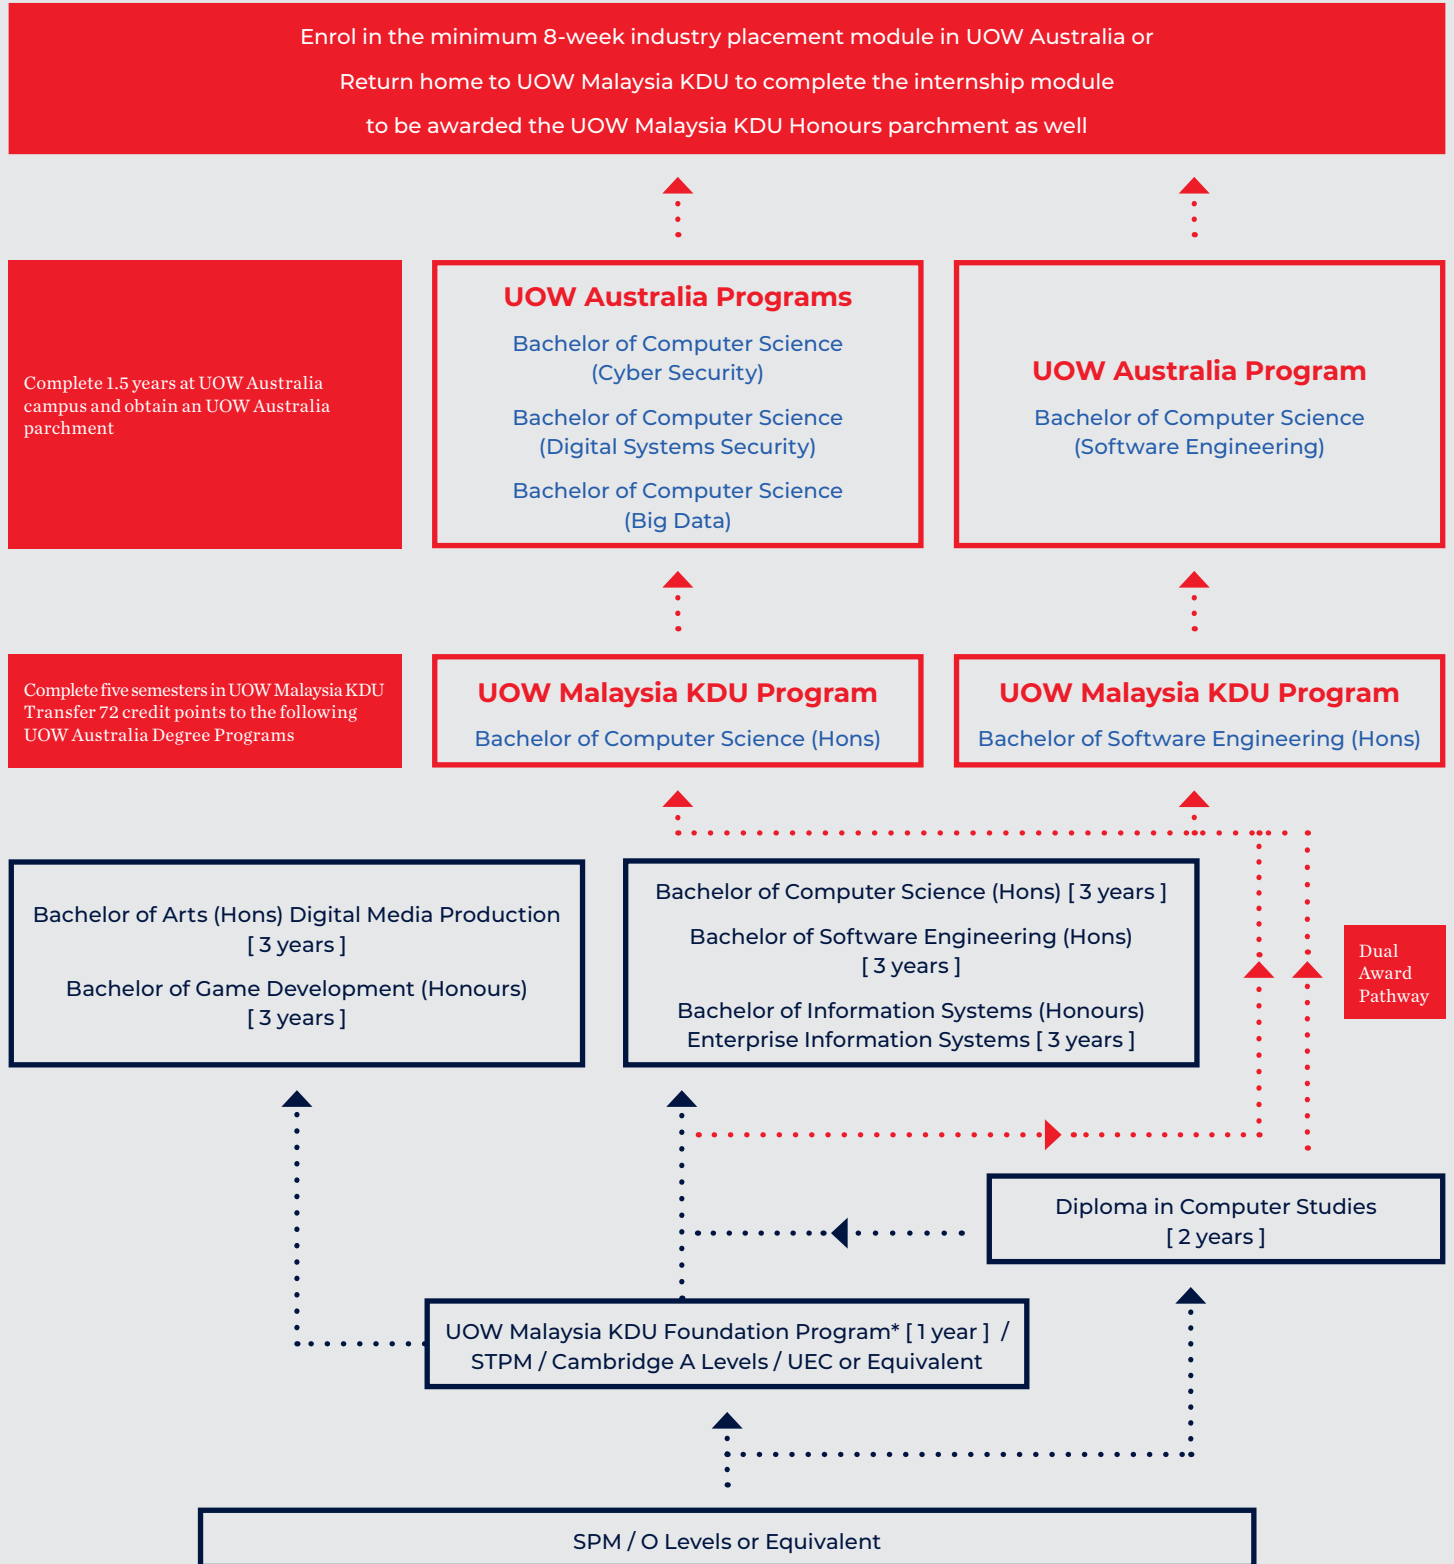 Enrol in the minimum 8-week industry placement module in UOW Australia or
Return home to UOW Malaysia KDU to complete the internship module
to be awarded the UOW Malaysia KDU Honours parchment as well
Complete 1.5 years at UOW Australia
campus and obtain an UOW Australia
parchment
UOW Australia Programs
Bachelor of Computer Science
(Cyber Security)
Bachelor of Computer Science
(Digital Systems Security)
Bachelor of Computer Science
(Big Data)
UOW Australia Program
Bachelor of Computer Science
(Software Engineering)
Complete five semesters in UOW Malaysia KDU
Transfer 72 credit points to the following
UOW Australia Degree Programs
UOW Malaysia KDU Program
Bachelor of Computer Science (Hons)
UOW Malaysia KDU Program
Bachelor of Software Engineering (Hons)
Bachelor of Arts (Hons) Digital Media Production
[ 3 years ]
Bachelor of Game Development (Honours)
[ 3 years ]
Bachelor of Computer Science (Hons) [ 3 years ]
Bachelor of Software Engineering (Hons)
[ 3 years ]
Bachelor of Information Systems (Honours)
Enterprise Information Systems [ 3 years ]
Dual
Award
Pathway
Diploma in Computer Studies
[ 2 years ]
UOW Malaysia KDU Foundation Program* [ 1 year ] /
STPM / Cambridge A Levels / UEC or Equivalent
SPM / O Levels or Equivalent